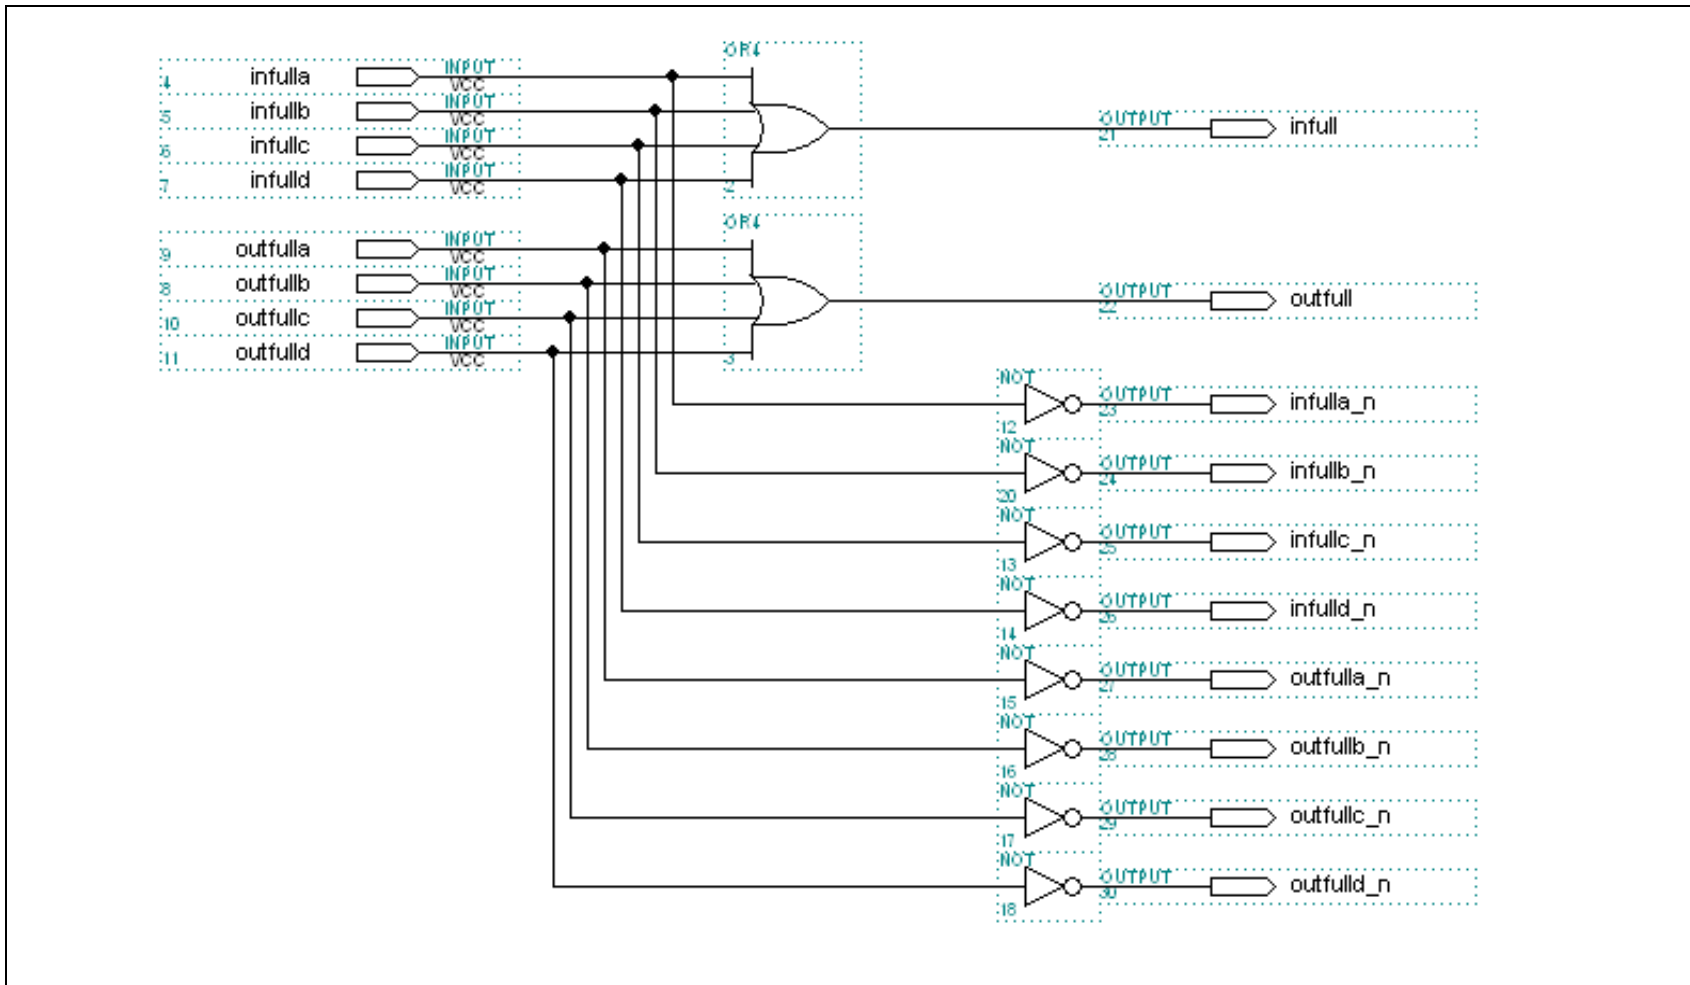 OR4
infulla INPUT
4 VCC
infullb INPUT
5 VCC
infullc INPUT
6 VCC
infulld INPUT
7 VCC
2
OUTPUT
21 infull
OR4
outfulla INPUT
9 VCC
outfullb INPUT
8 VCC
outfullc INPUT
10 VCC
outfulld INPUT
11 VCC
3
OUTPUT
22 outfull
NOT
12
OUTPUT
23 infulla_n
NOT
20
OUTPUT
24 infullb_n
NOT
13
OUTPUT
25 infullc_n
NOT
14
OUTPUT
26 infulld_n
NOT
15
OUTPUT
27 outfulla_n
NOT
16
OUTPUT
28 outfullb_n
NOT
17
OUTPUT
29 outfullc_n
NOT
18
OUTPUT
30 outfulld_n